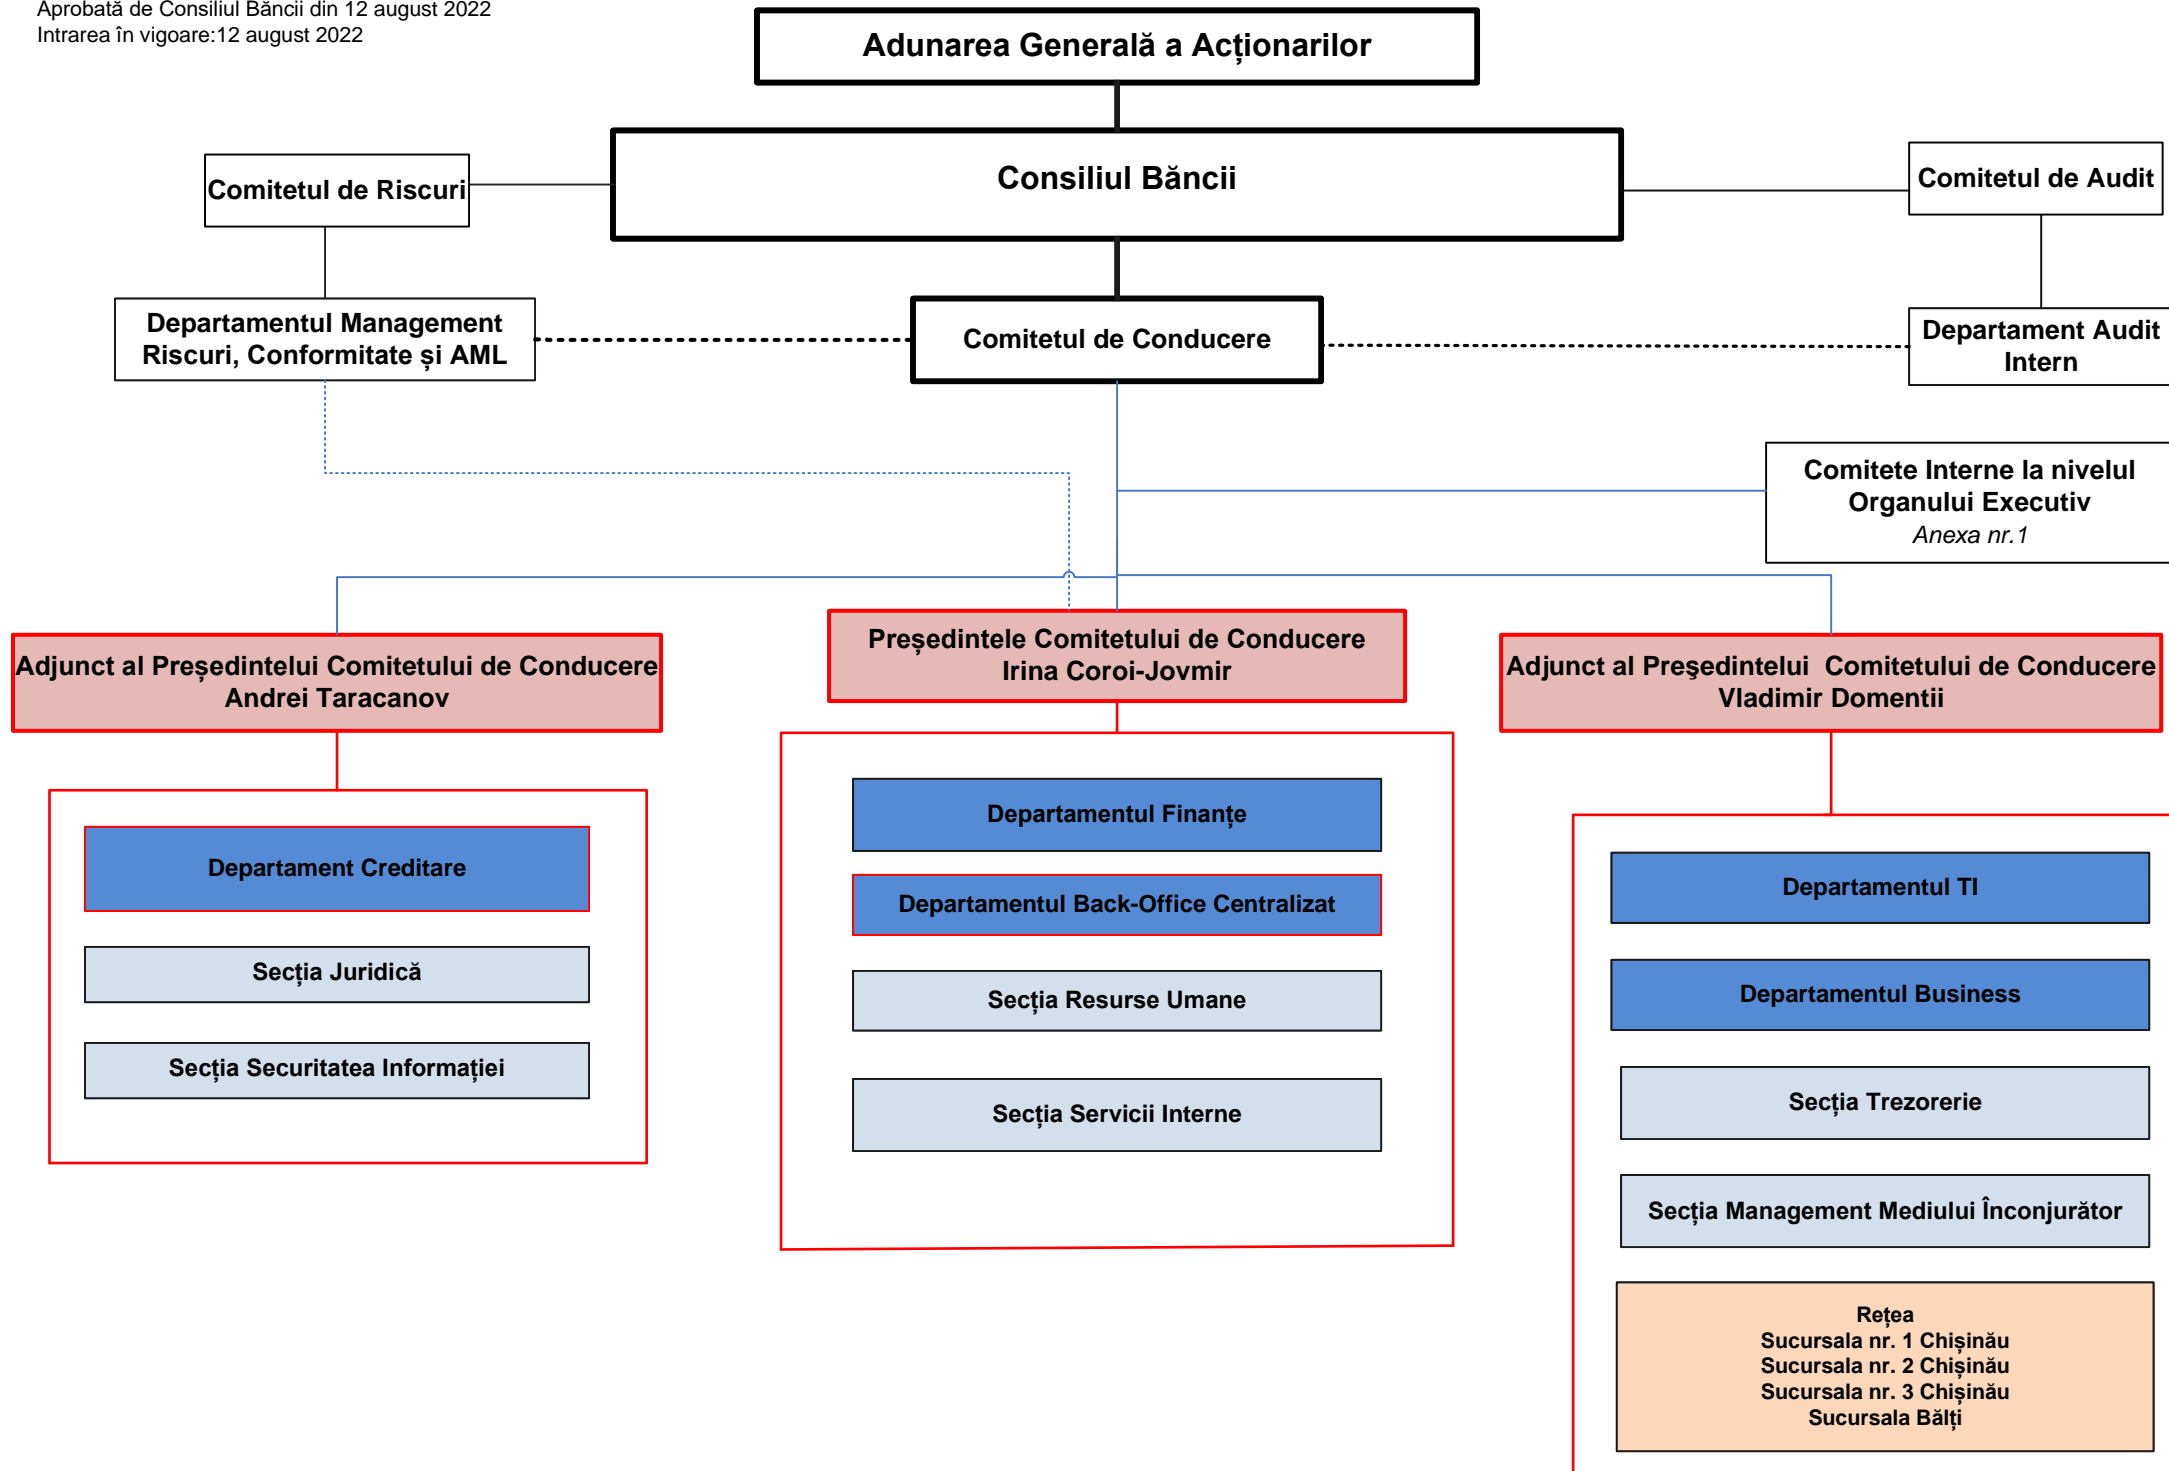 Aprobată de Consiliul Băncii din 12 august 2022
Intrarea în vigoare:12 august 2022
Adunarea Generală a Acționarilor
Consiliul Băncii
Comitetul de Riscuri
Comitetul de Audit
Departamentul Management
Riscuri, Conformitate și AML
Comitetul de Conducere
Departament Audit
Intern
Comitete Interne la nivelul
Organului Executiv
Anexa nr.1
Adjunct al Președintelui Comitetului de Conducere
Andrei Taracanov
Președintele Comitetului de Conducere
Irina Coroi-Jovmir
Adjunct al Preşedintelui  Comitetului de Conducere
Vladimir Domentii
Departament Creditare
Secția Juridică
Secția Securitatea Informației
Departamentul Finanțe
Departamentul Back-Office Centralizat
Secția Resurse Umane
Secția Servicii Interne
Departamentul TI
Departamentul Business
Secția Trezorerie
Secția Management Mediului Înconjurător
Rețea
Sucursala nr. 1 Chișinău
Sucursala nr. 2 Chișinău
Sucursala nr. 3 Chișinău
Sucursala Bălți